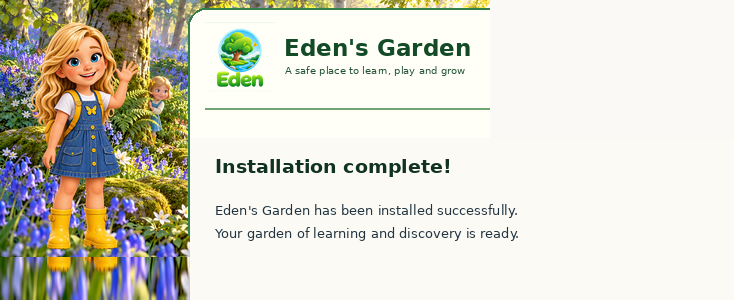 Eden's Garden
A safe place to learn, play and grow
Eden
Installation complete!
Eden's Garden has been installed successfully.
Your garden of learning and discovery is ready.